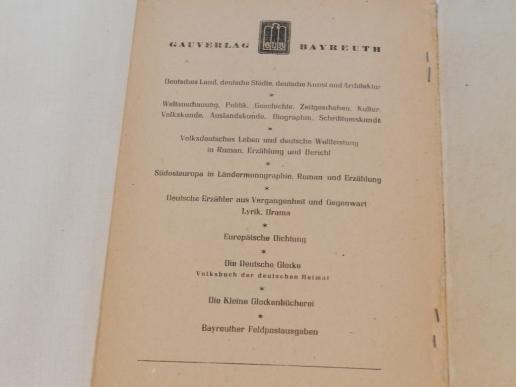 GAUVERLAG BAYREUTH
Deutsches Land, deutsche Städte, deutsche Kunst und Architektur
*
Weltanschauung, Politik, Geschichte, Zeitgeschehen, Kultur,
Volkskunde, Auslandskunde, Biographie, Schrifttumskunde
*
Volksdeutsches Leben und deutsche Weltleistung
in Roman, Erzählung und Bericht
*
Südosteuropa in Ländermonographie, Roman und Erzählung
*
Deutsche Erzähler aus Vergangenheit und Gegenwart
Lyrik, Drama
*
Europäische Dichtung
*
Die Deutsche Glocke
Volksbuch der deutschen Heimat
*
Die Kleine Glockenbücherei
*
Bayreuther Feldpostausgaben